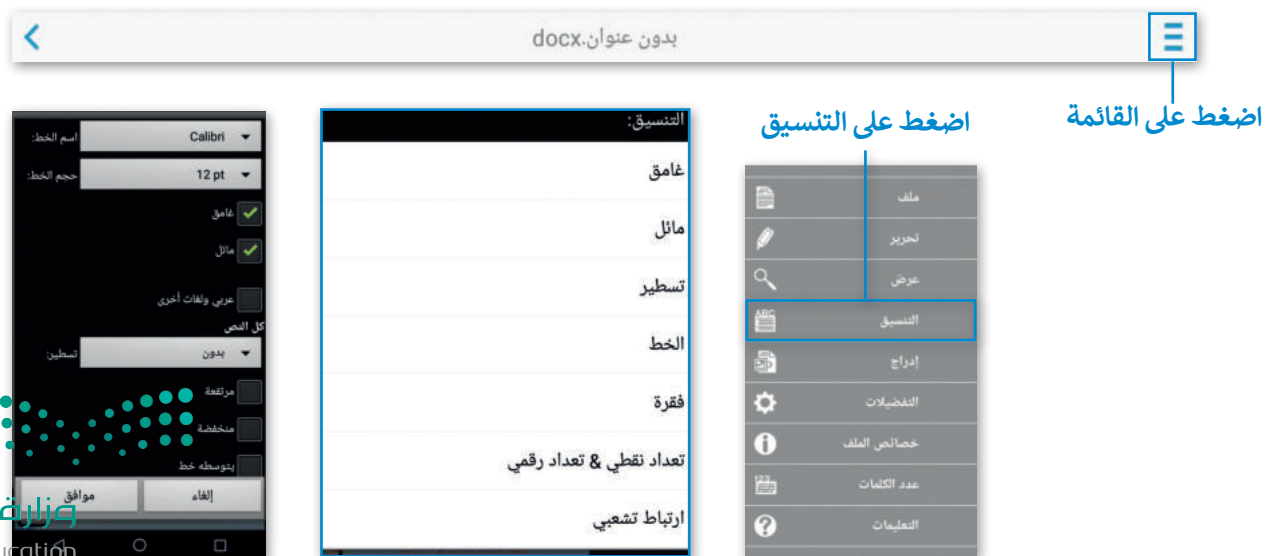 بدون عنوان.docx
اضغط على القائمة
اضغط على التنسيق
ملف
تحرير
عرض
التنسيق
إدراج
التفضيلات
خصائص الملف
عدد الكلمات
التعليمات
التنسيق:
غامق
مائل
تسطير
الخط
فقرة
تعداد نقطي & تعداد رقمي
ارتباط تشعبي
اسم الخط: Calibri
حجم الخط: 12 pt
غامق
مائل
عربي ولغات أخرى
كل النص
تسطير: بدون
مرتفعة
منخفضة
يتوسطه خط
إلغاء موافق